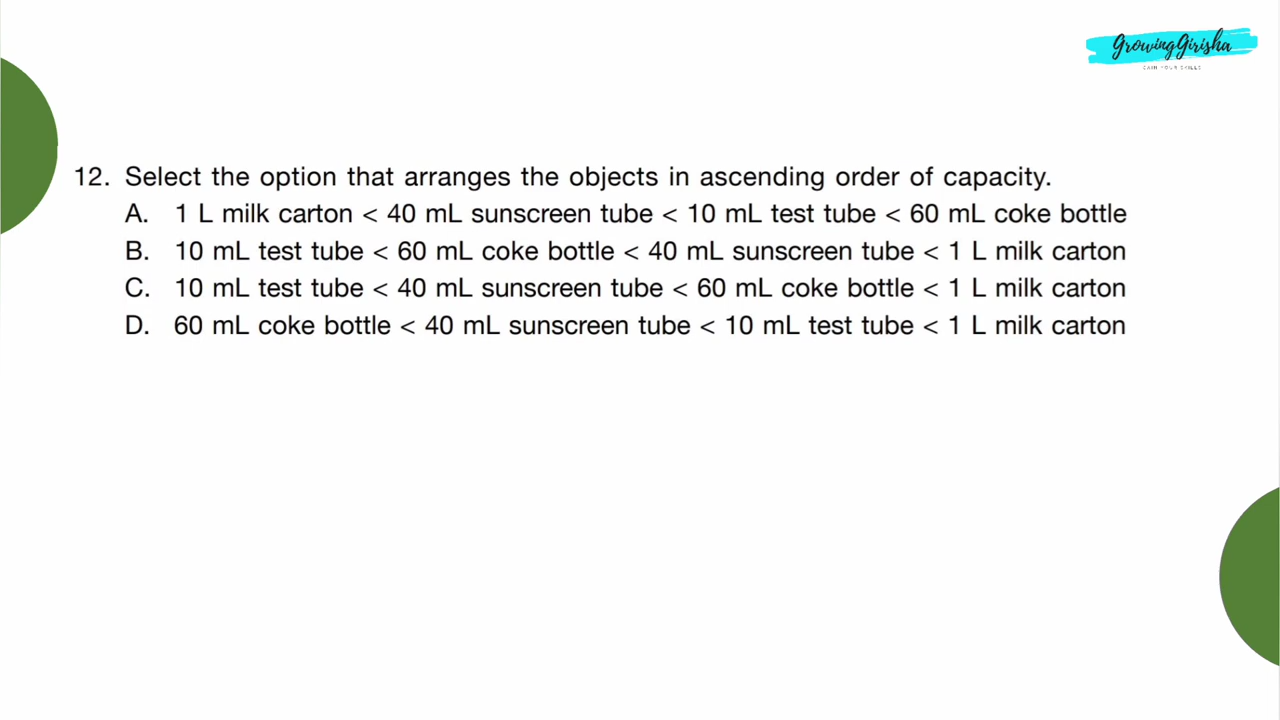 GrowingGirisha
GAIN YOUR SKILLS
12. Select the option that arranges the objects in ascending order of capacity.
A. 1 L milk carton < 40 mL sunscreen tube < 10 mL test tube < 60 mL coke bottle
B. 10 mL test tube < 60 mL coke bottle < 40 mL sunscreen tube < 1 L milk carton
C. 10 mL test tube < 40 mL sunscreen tube < 60 mL coke bottle < 1 L milk carton
D. 60 mL coke bottle < 40 mL sunscreen tube < 10 mL test tube < 1 L milk carton